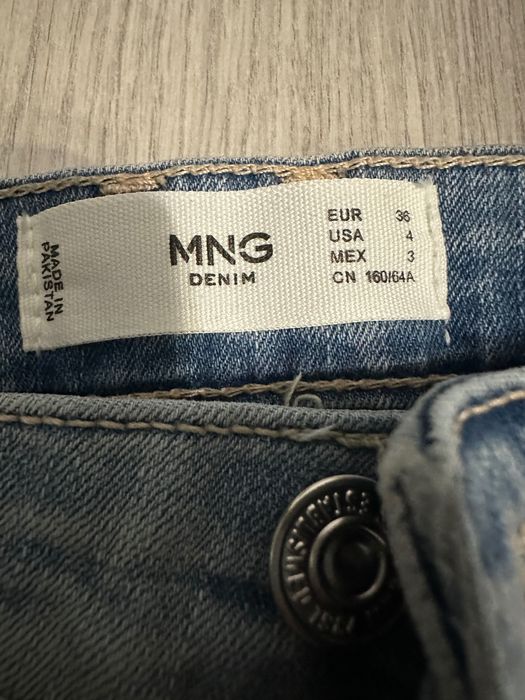 MADE IN
PAKISTAN
MNG
DENIM
EUR 36
USA 4
MEX 3
CN 160/64A